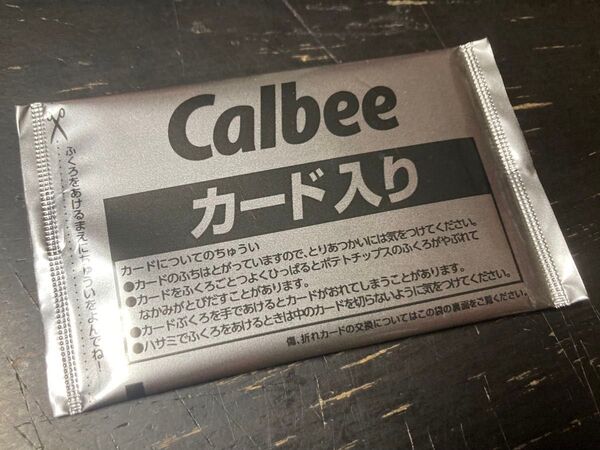 Calbee
カード入り
カードについてのちゅうい
●カードのふちはとがっていますので、とりあつかいには気をつけてください。
●カードをふくろごとつよくひっぱるとポテトチップスのふくろがやぶれて
なかみがとびだすことがあります。
●カードぶくろを手であけるとカードがおれてしまうことがあります。
●ハサミでふくろをあけるときは中のカードを切らないように気をつけてください。
傷、折れカードの交換についてはこの袋の裏面をご覧ください。
ふくろをあけるまえにちゅういをよんでね!